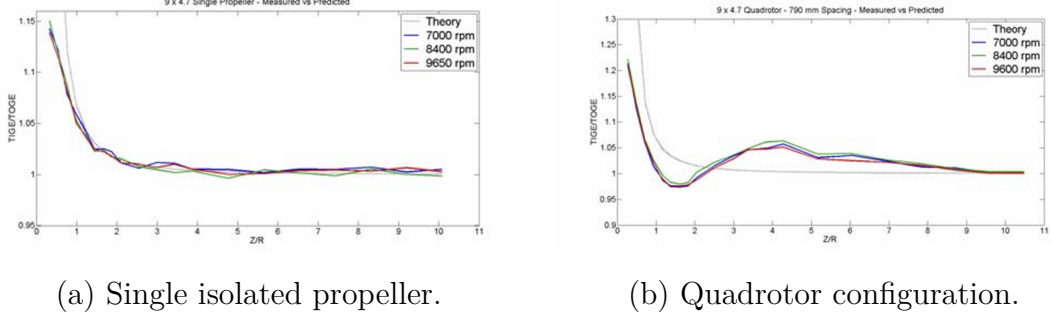 9 x 4.7 Single Propeller - Measured vs Predicted
1.15
1.1
1.05
1
0.95
TIGE/TOGE
Theory
7000 rpm
8400 rpm
9650 rpm
0 1 2 3 4 5 6 7 8 9 10 11
Z/R
(a) Single isolated propeller.
9 x 4.7 Quadrotor - 790 mm Spacing - Measured vs Predicted
1.3
1.25
1.2
1.15
1.1
1.05
1
0.95
0.9
TIGE/TOGE
Theory
7000 rpm
8400 rpm
9600 rpm
0 1 2 3 4 5 6 7 8 9 10 11
Z/R
(b) Quadrotor configuration.